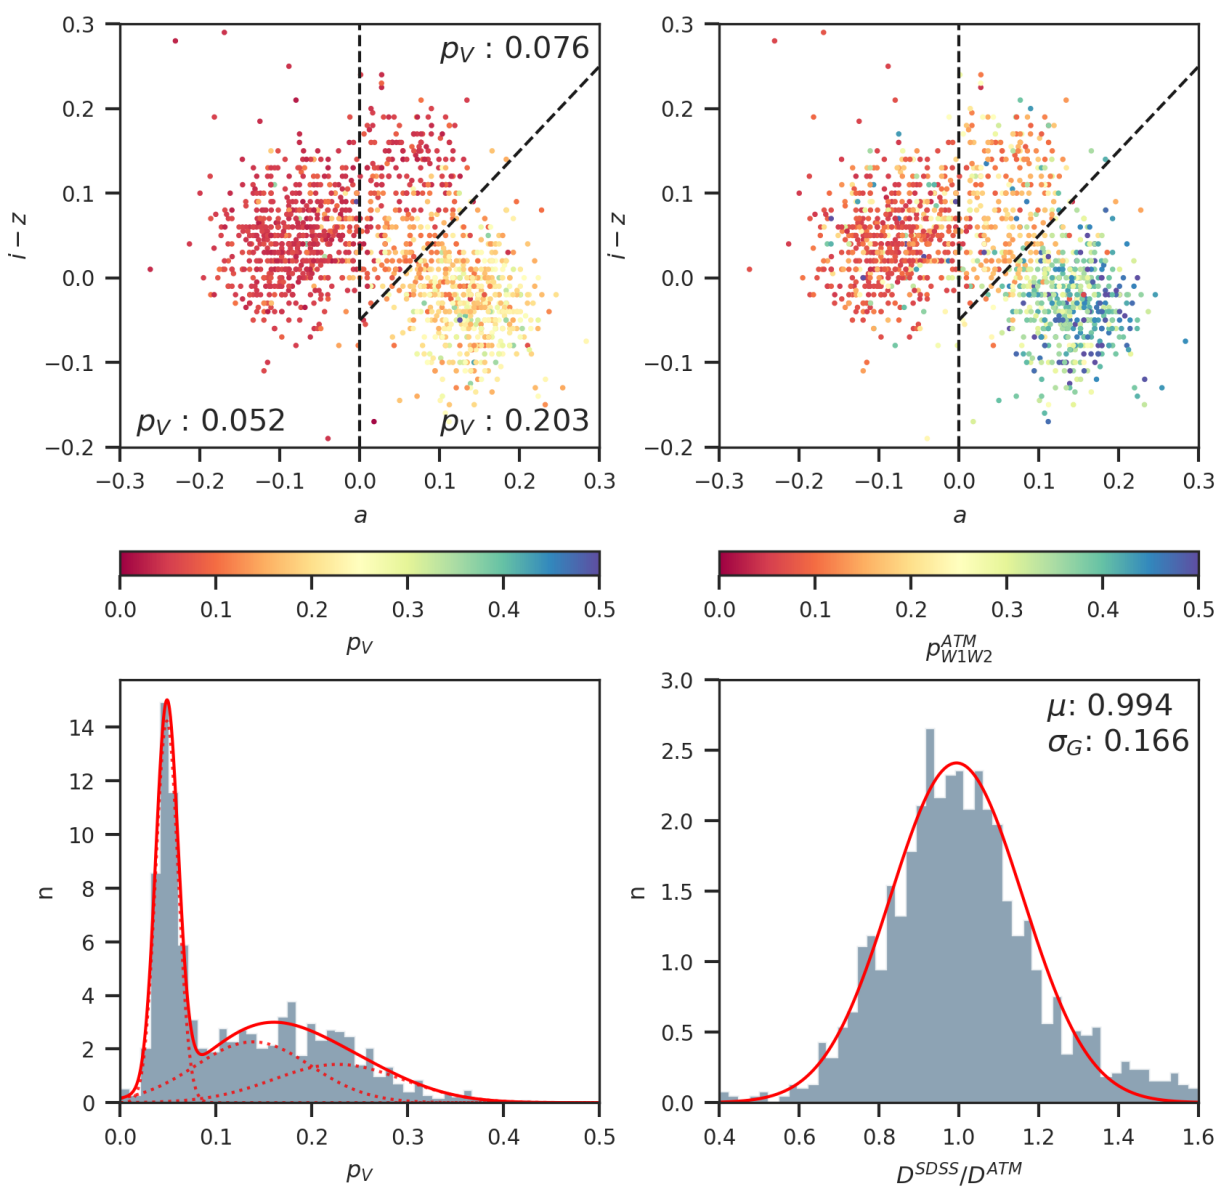 0.3
0.2
0.1
0.0
−0.1
−0.2
i − z
p_V : 0.076
p_V : 0.052
p_V : 0.203
−0.3 −0.2 −0.1 0.0 0.1 0.2 0.3
a
0.3
0.2
0.1
0.0
−0.1
−0.2
i − z
−0.3 −0.2 −0.1 0.0 0.1 0.2 0.3
a
0.0 0.1 0.2 0.3 0.4 0.5
p_V
0.0 0.1 0.2 0.3 0.4 0.5
p_{W1W2}^{ATM}
14
12
10
8
6
4
2
0
n
0.0 0.1 0.2 0.3 0.4 0.5
p_V
3.0
2.5
2.0
1.5
1.0
0.5
0.0
n
μ: 0.994
σ_G: 0.166
0.4 0.6 0.8 1.0 1.2 1.4 1.6
D^{SDSS}/D^{ATM}